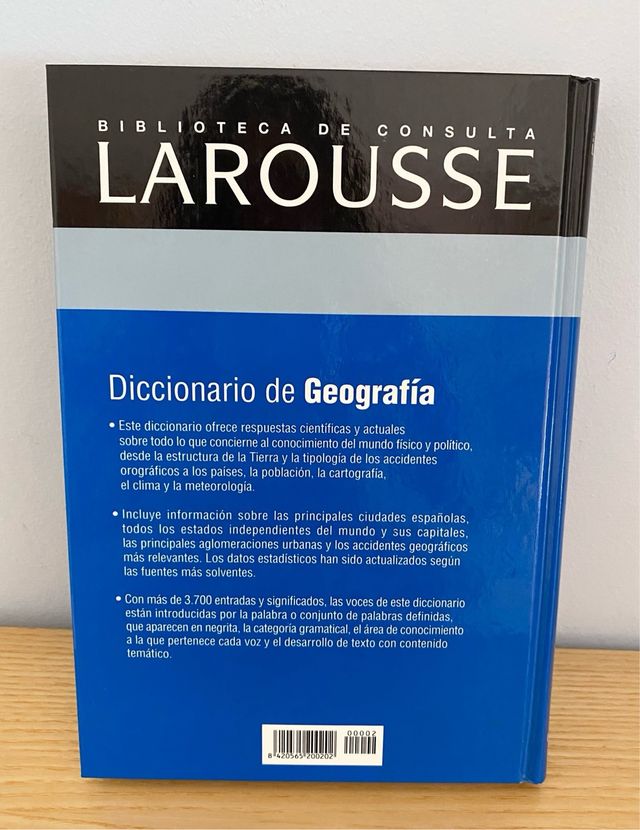 BIBLIOTECA DE CONSULTA
LAROUSSE
Diccionario de Geografía
• Este diccionario ofrece respuestas científicas y actuales
sobre todo lo que concierne al conocimiento del mundo físico y político,
desde la estructura de la Tierra y la tipología de los accidentes
orográficos a los países, la población, la cartografía,
el clima y la meteorología.
• Incluye información sobre las principales ciudades españolas,
todos los estados independientes del mundo y sus capitales,
las principales aglomeraciones urbanas y los accidentes geográficos
más relevantes. Los datos estadísticos han sido actualizados según
las fuentes más solventes.
• Con más de 3.700 entradas y significados, las voces de este diccionario
están introducidas por la palabra o conjunto de palabras definidas,
que aparecen en negrita, la categoría gramatical, el área de conocimiento
a la que pertenece cada voz y el desarrollo de texto con contenido
temático.
00002
8 420565 200202